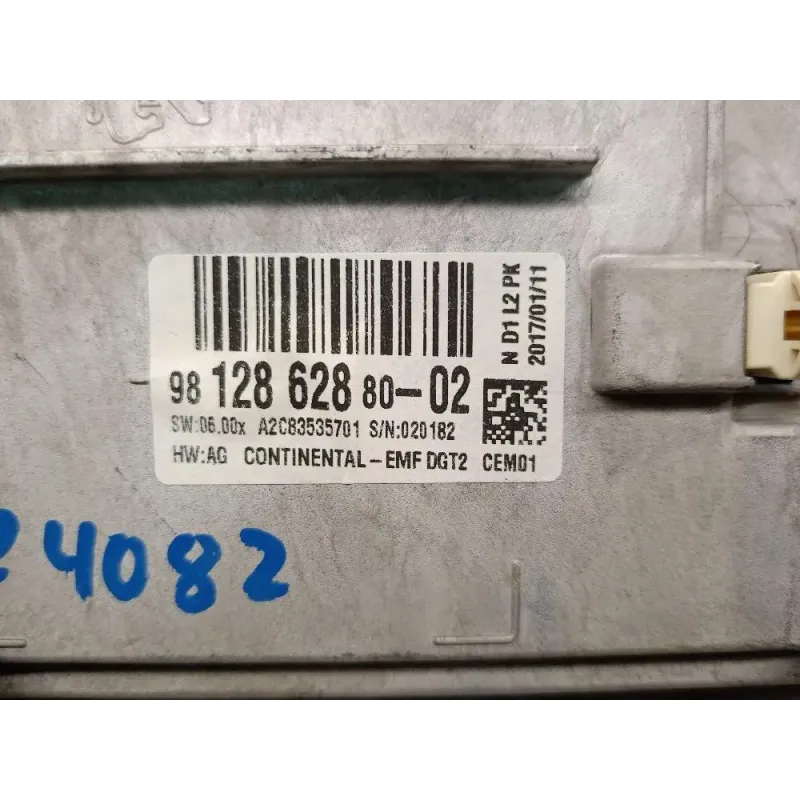 98 128 628 80-02
SW:06.00x A2C83535701 S/N:020182
HW:AG CONTINENTAL-EMF DGT2 CEM01
N D1 L2 PK
2017/01/11
4082